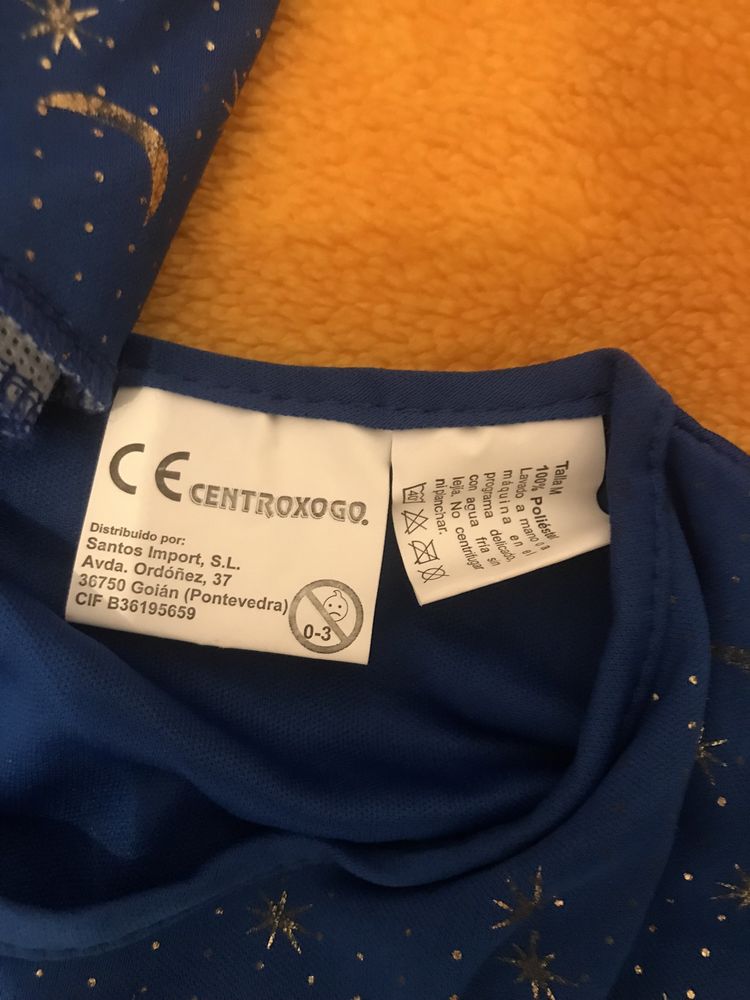 CE CENTROXOGO.
Distribuido por:
Santos Import, S.L.
Avda. Ordóñez, 37
36750 Goián (Pontevedra)
CIF B36195659
0-3
Talla M
100% Poliéster
Lavado a mano o a
máquina en el
programa delicado,
con agua fría sin
lejía. No centrifugar
ni planchar.
40